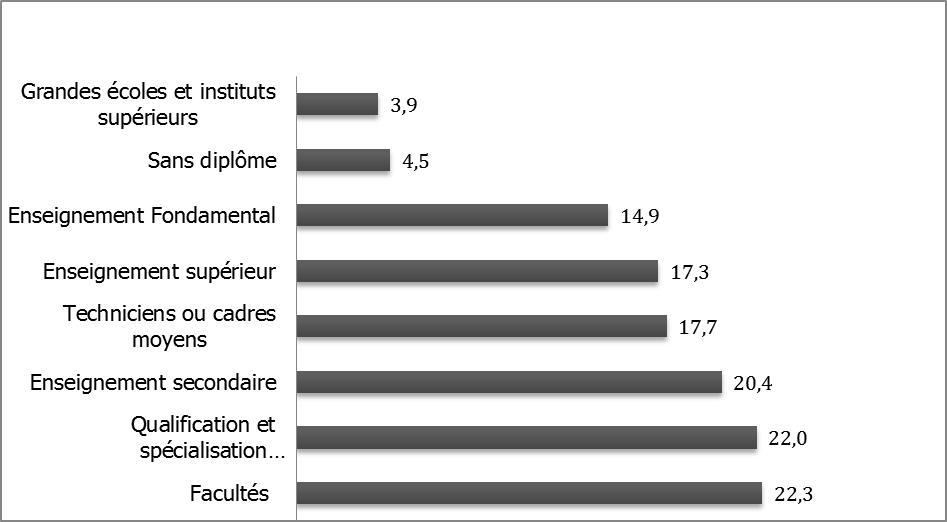 Grandes écoles et instituts
supérieurs
3,9
Sans diplôme
4,5
Enseignement Fondamental
14,9
Enseignement supérieur
17,3
Techniciens ou cadres
moyens
17,7
Enseignement secondaire
20,4
Qualification et
spécialisation...
22,0
Facultés
22,3